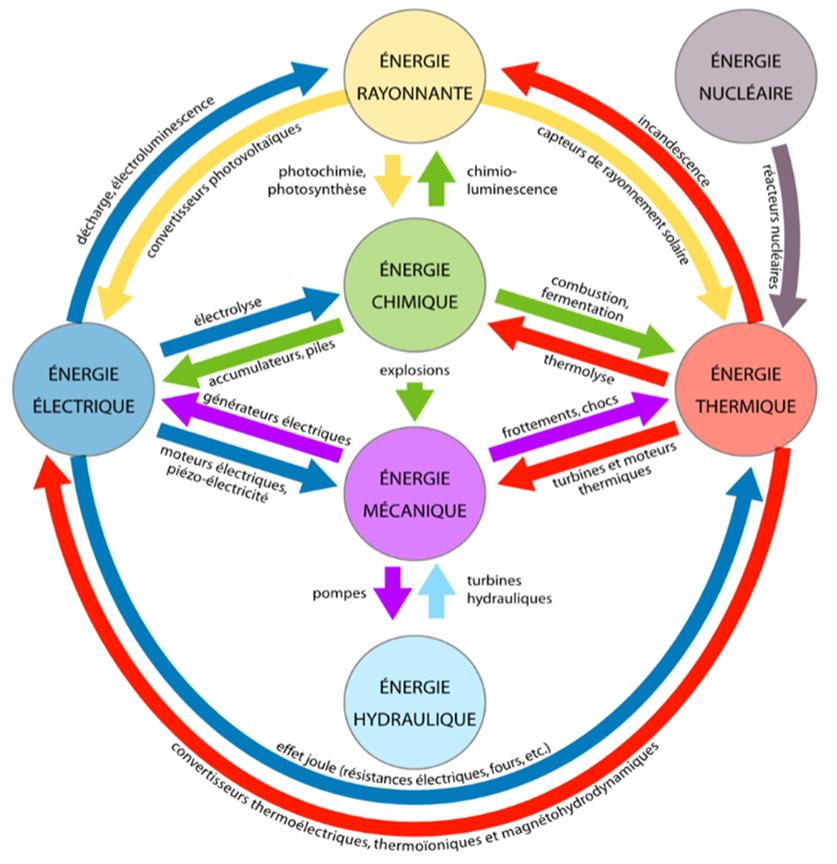 ÉNERGIE
RAYONNANTE
ÉNERGIE
NUCLÉAIRE
décharge, électroluminescence
convertisseurs photovoltaïques
capteurs de rayonnement solaire
incandescence
réacteurs nucléaires
photochimie,
photosynthèse
chimio-
luminescence
ÉNERGIE
CHIMIQUE
électrolyse
accumulateurs, piles
combustion,
fermentation
thermolyse
ÉNERGIE
ÉLECTRIQUE
explosions
ÉNERGIE
THERMIQUE
générateurs électriques
moteurs électriques,
piézo-électricité
frottements, chocs
turbines et moteurs
thermiques
ÉNERGIE
MÉCANIQUE
pompes
turbines
hydrauliques
ÉNERGIE
HYDRAULIQUE
effet joule (résistances électriques, fours, etc.)
convertisseurs thermoélectriques, thermoïoniques et magnétohydrodynamiques